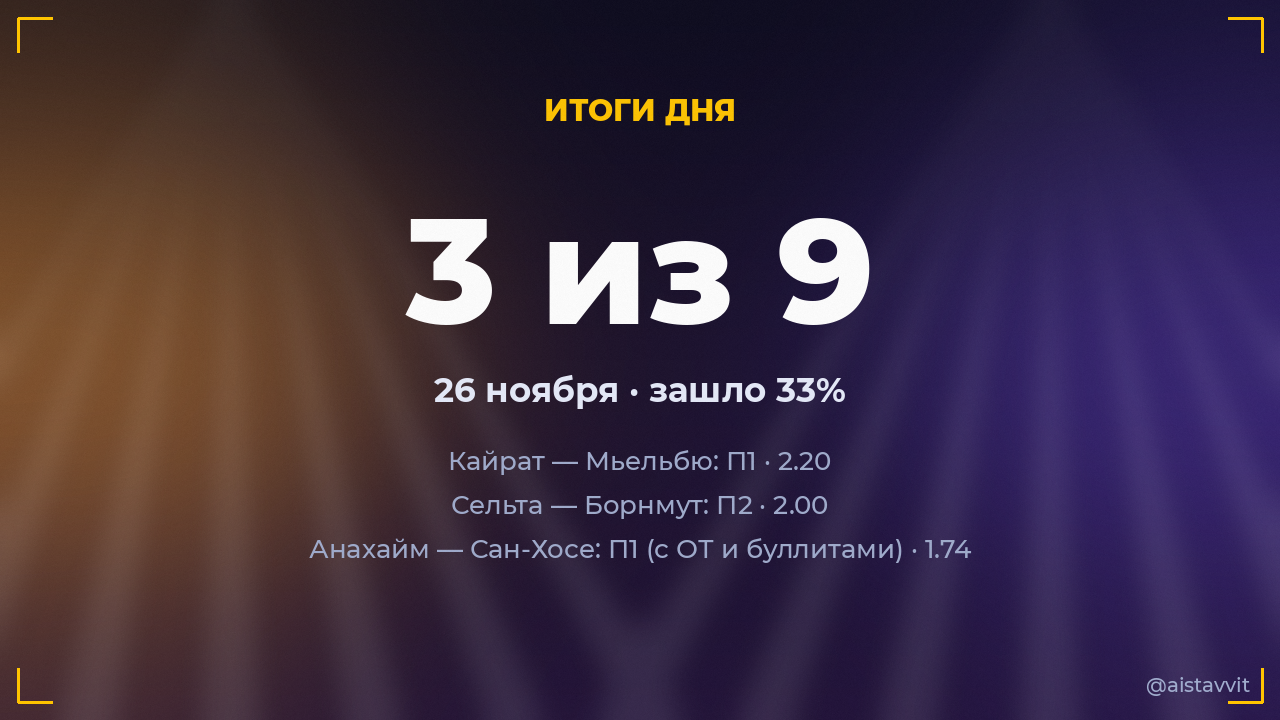 ИТОГИ ДНЯ
3 из 9
26 ноября · зашло 33%
Кайрат — Мьельбю: П1 · 2.20
Сельта — Борнмут: П2 · 2.00
Анахайм — Сан-Хосе: П1 (с ОТ и буллитами) · 1.74
@aistavvit